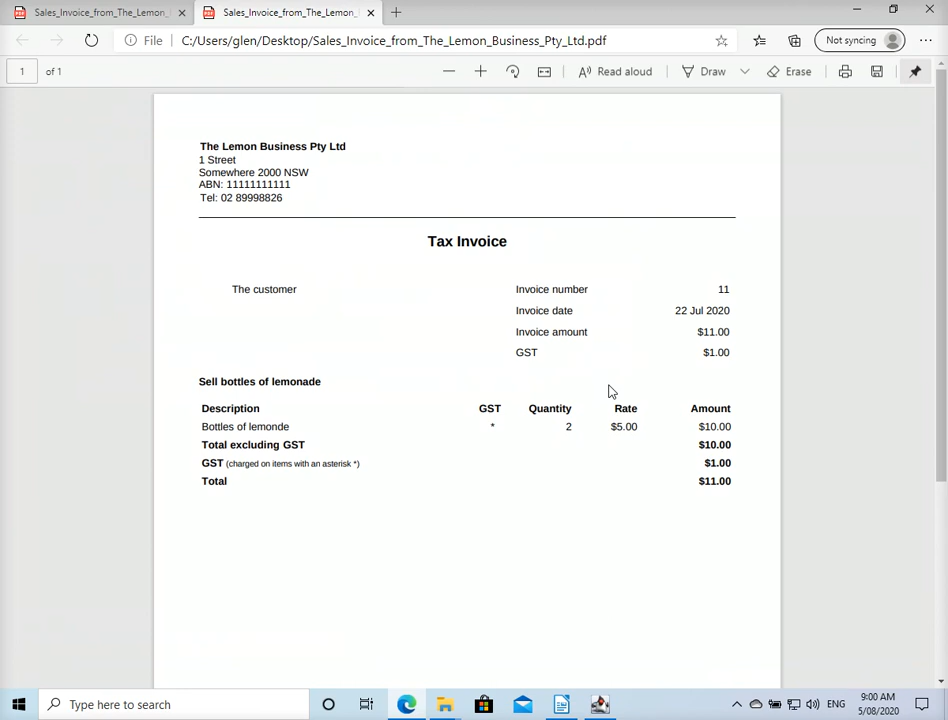 Sales_Invoice_from_The_Lemon_
Sales_Invoice_from_The_Lemon_
File
C:/Users/glen/Desktop/Sales_Invoice_from_The_Lemon_Business_Pty_Ltd.pdf
Not syncing
1 of 1
Read aloud
Draw
Erase
The Lemon Business Pty Ltd
1 Street
Somewhere 2000 NSW
ABN: 11111111111
Tel: 02 89998826
Tax Invoice
The customer
Invoice number 11
Invoice date 22 Jul 2020
Invoice amount $11.00
GST $1.00
Sell bottles of lemonade
Description GST Quantity Rate Amount
Bottles of lemonde * 2 $5.00 $10.00
Total excluding GST $10.00
GST (charged on items with an asterisk *) $1.00
Total $11.00
Type here to search
ENG
9:00 AM
5/08/2020